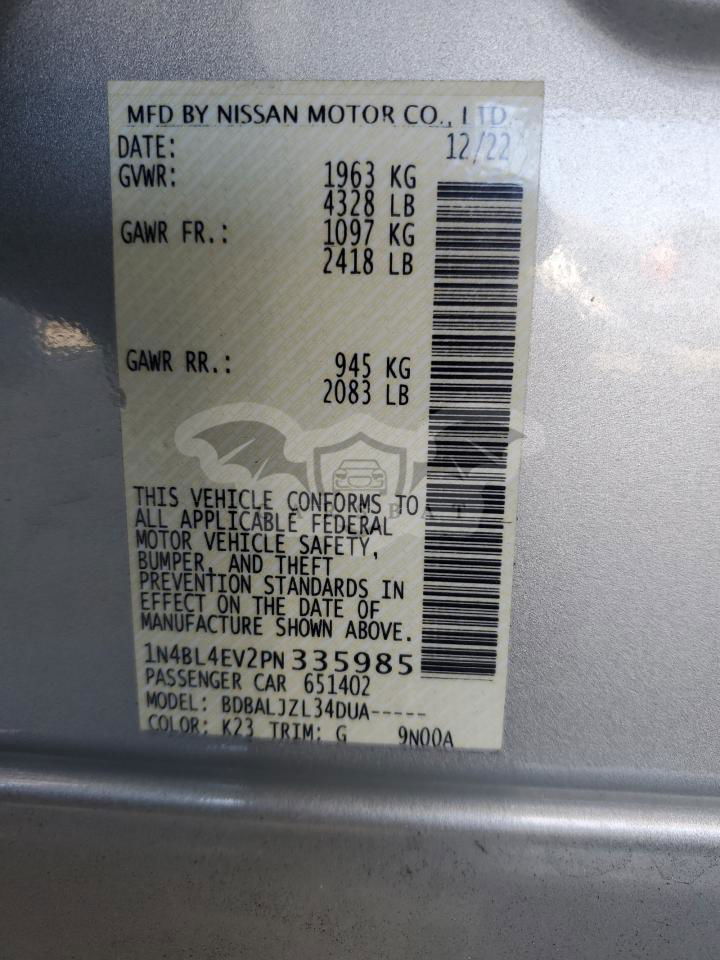 MFD BY NISSAN MOTOR CO., LTD.
DATE: 12/22
GVWR: 1963 KG
4328 LB
GAWR FR.: 1097 KG
2418 LB
GAWR RR.: 945 KG
2083 LB
THIS VEHICLE CONFORMS TO
ALL APPLICABLE FEDERAL
MOTOR VEHICLE SAFETY,
BUMPER, AND THEFT
PREVENTION STANDARDS IN
EFFECT ON THE DATE OF
MANUFACTURE SHOWN ABOVE.
1N4BL4EV2PN335985
PASSENGER CAR 651402
MODEL: BDBALJZL34DUA-----
COLOR: K23 TRIM: G 9N00A